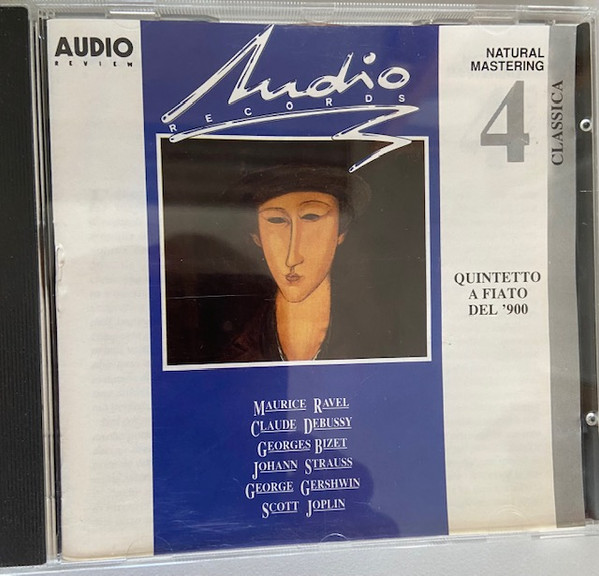 AUDIO
REVIEW
Audio
RECORDS
NATURAL
MASTERING
4
CLASSICA
QUINTETTO
A FIATO
DEL '900
MAURICE RAVEL
CLAUDE DEBUSSY
GEORGES BIZET
JOHANN STRAUSS
GEORGE GERSHWIN
SCOTT JOPLIN